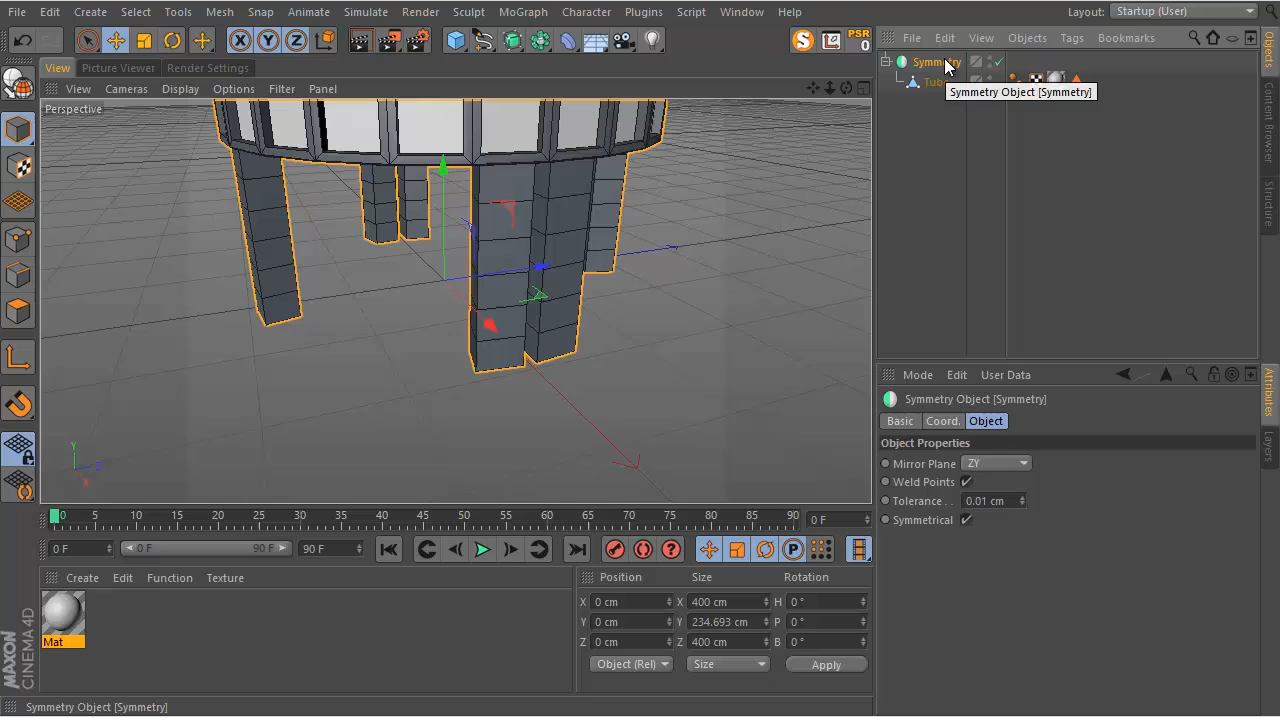 File Edit Create Select Tools Mesh Snap Animate Simulate Render Sculpt MoGraph Character Plugins Script Window Help Layout: Startup (User)
X Y Z S PSR 0
View Picture Viewer Render Settings
View Cameras Display Options Filter Panel
Perspective
Y Z X
0 5 10 15 20 25 30 35 40 45 50 55 60 65 70 75 80 85 90 0 F
0 F 0 F 90 F 90 F
P
Create Edit Function Texture
Mat
MAXON
CINEMA 4D
Position Size Rotation
X 0 cm X 400 cm H 0 °
Y 0 cm Y 234.693 cm P 0 °
Z 0 cm Z 400 cm B 0 °
Object (Rel) Size Apply
Symmetry Object [Symmetry]
File Edit View Objects Tags Bookmarks
Symmetry
Symmetry Object [Symmetry]
Objects
Content Browser
Structure
Mode Edit User Data
Symmetry Object [Symmetry]
Basic Coord. Object
Object Properties
Mirror Plane ZY
Weld Points
Tolerance . . 0.01 cm
Symmetrical
Attributes
Layers